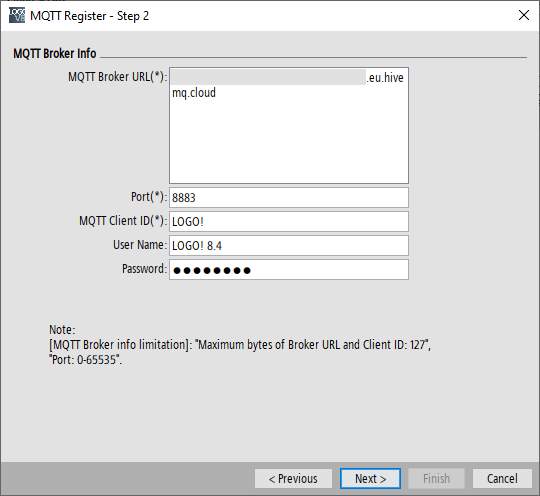 MQTT Register - Step 2
MQTT Broker Info
MQTT Broker URL(*):
.eu.hive
mq.cloud
Port(*): 8883
MQTT Client ID(*): LOGO!
User Name: LOGO! 8.4
Password: ●●●●●●●●
Note:
[MQTT Broker info limitation]: "Maximum bytes of Broker URL and Client ID: 127",
"Port: 0-65535".
< Previous Next > Finish Cancel